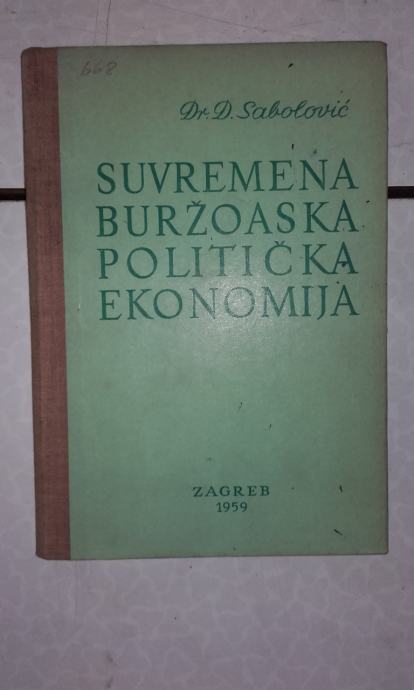 668
Dr. D. Sabolović
SUVREMENA
BURŽOASKA
POLITIČKA
EKONOMIJA
ZAGREB
1959